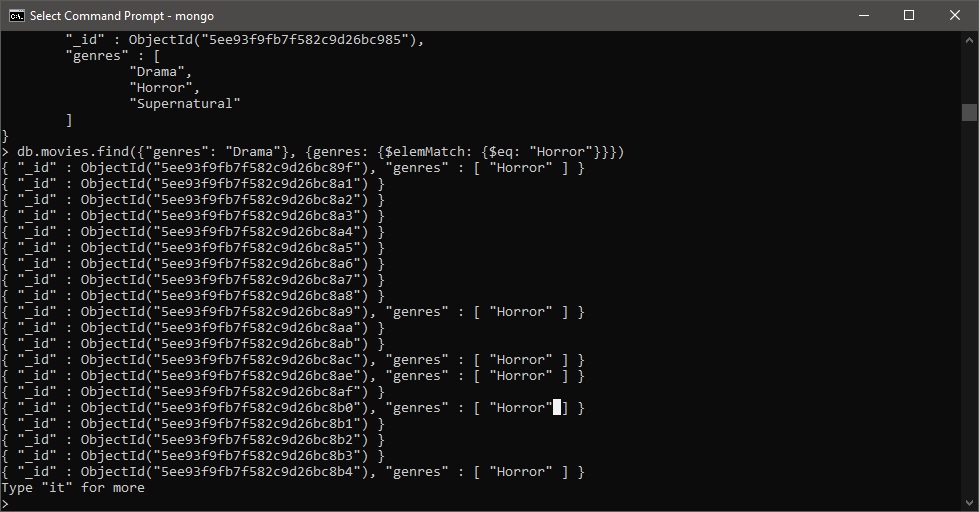 Select Command Prompt - mongo
"_id" : ObjectId("5ee93f9fb7f582c9d26bc985"),
"genres" : [
"Drama",
"Horror",
"Supernatural"
]
}
> db.movies.find({"genres": "Drama"}, {genres: {$elemMatch: {$eq: "Horror"}}})
{ "_id" : ObjectId("5ee93f9fb7f582c9d26bc89f"), "genres" : [ "Horror" ] }
{ "_id" : ObjectId("5ee93f9fb7f582c9d26bc8a1") }
{ "_id" : ObjectId("5ee93f9fb7f582c9d26bc8a2") }
{ "_id" : ObjectId("5ee93f9fb7f582c9d26bc8a3") }
{ "_id" : ObjectId("5ee93f9fb7f582c9d26bc8a4") }
{ "_id" : ObjectId("5ee93f9fb7f582c9d26bc8a5") }
{ "_id" : ObjectId("5ee93f9fb7f582c9d26bc8a6") }
{ "_id" : ObjectId("5ee93f9fb7f582c9d26bc8a7") }
{ "_id" : ObjectId("5ee93f9fb7f582c9d26bc8a8") }
{ "_id" : ObjectId("5ee93f9fb7f582c9d26bc8a9"), "genres" : [ "Horror" ] }
{ "_id" : ObjectId("5ee93f9fb7f582c9d26bc8aa") }
{ "_id" : ObjectId("5ee93f9fb7f582c9d26bc8ab") }
{ "_id" : ObjectId("5ee93f9fb7f582c9d26bc8ac"), "genres" : [ "Horror" ] }
{ "_id" : ObjectId("5ee93f9fb7f582c9d26bc8ae"), "genres" : [ "Horror" ] }
{ "_id" : ObjectId("5ee93f9fb7f582c9d26bc8af") }
{ "_id" : ObjectId("5ee93f9fb7f582c9d26bc8b0"), "genres" : [ "Horror" ] }
{ "_id" : ObjectId("5ee93f9fb7f582c9d26bc8b1") }
{ "_id" : ObjectId("5ee93f9fb7f582c9d26bc8b2") }
{ "_id" : ObjectId("5ee93f9fb7f582c9d26bc8b3") }
{ "_id" : ObjectId("5ee93f9fb7f582c9d26bc8b4"), "genres" : [ "Horror" ] }
Type "it" for more
>